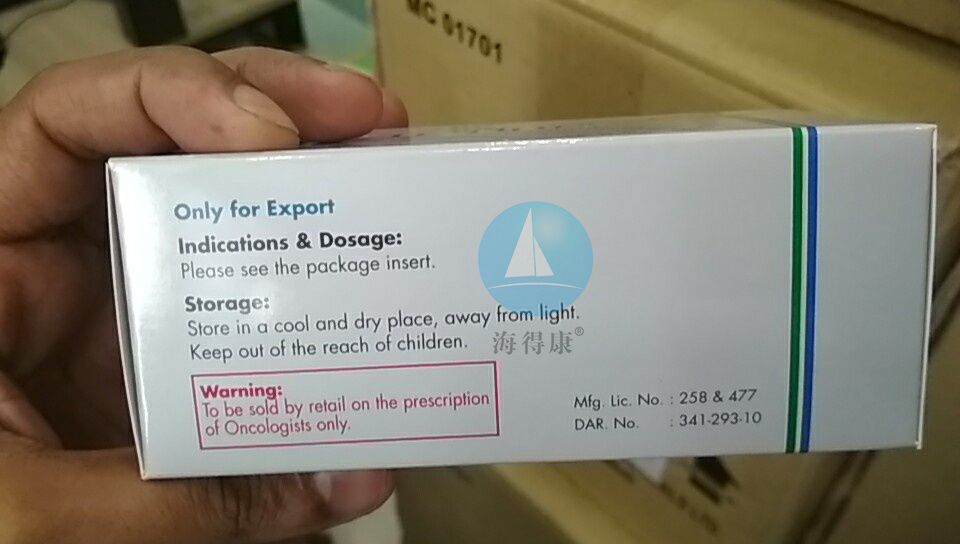 MC 01701
Only for Export
Indications & Dosage:
Please see the package insert.
Storage:
Store in a cool and dry place, away from light.
Keep out of the reach of children.
海得康®
Warning:
To be sold by retail on the prescription
of Oncologists only.
Mfg. Lic. No. : 258 & 477
DAR. No. : 341-293-10